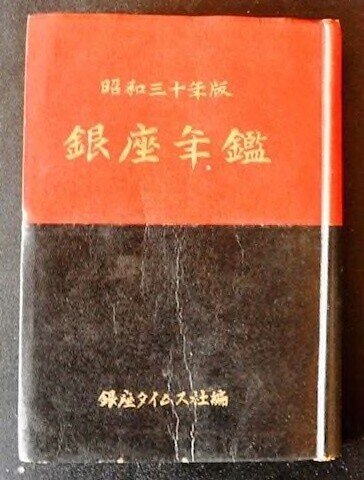 昭和三十年版
銀座年鑑
銀座タイムス社編